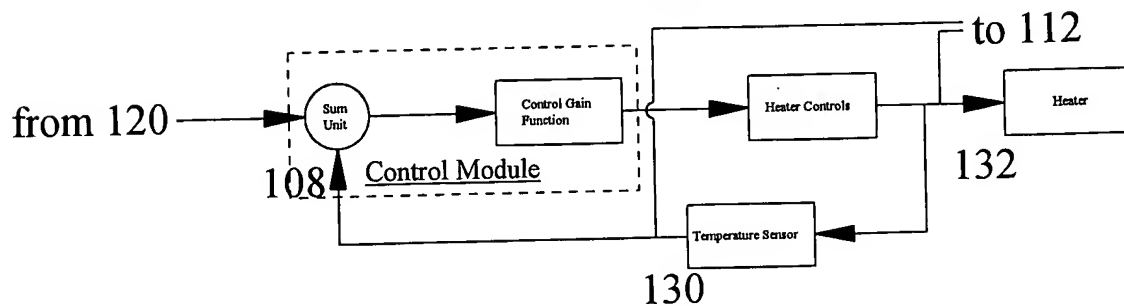 to 112
from 120
Sum
Unit
Control Gain
Function
Heater Controls
Heater
108
Control Module
132
Temperature Sensor
130